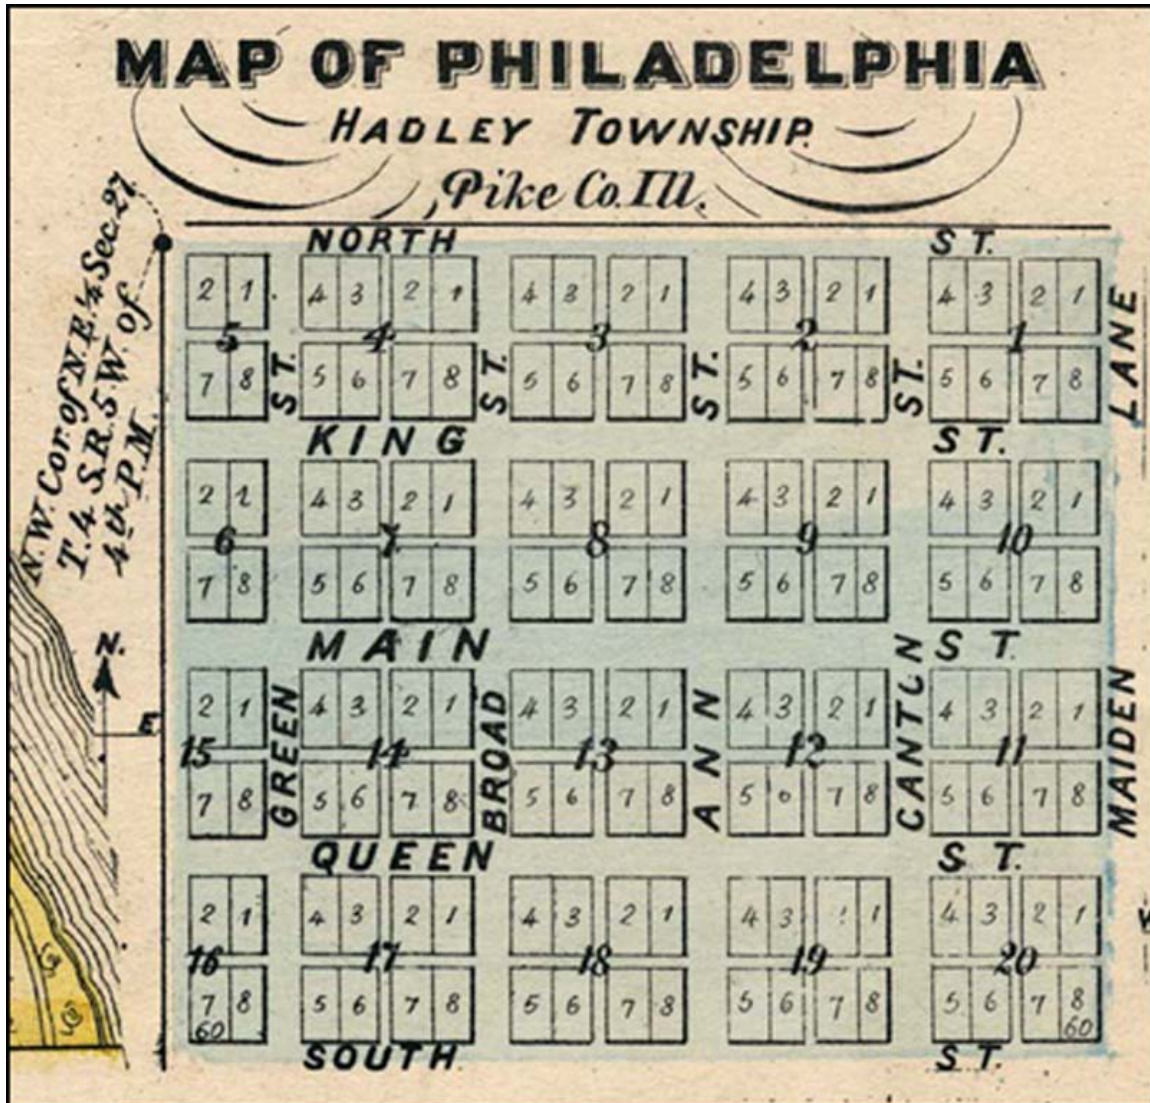 MAP OF PHILADELPHIA
HADLEY TOWNSHIP.
Pike Co. Ill.
N.W. Cor. of N.E. ¼ Sec. 27
T. 4 S. R. 5 W. of
4th P.M.
NORTH ST.
2 1 4 3 2 1 4 3 2 1 4 3 2 1 4 3 2 1
5 4 3 2 1
7 8 5 6 7 8 5 6 7 8 5 6 7 8 5 6 7 8
ST. ST. ST. ST. LANE
KING ST.
2 1 4 3 2 1 4 3 2 1 4 3 2 1 4 3 2 1
6 7 8 9 10
7 8 5 6 7 8 5 6 7 8 5 6 7 8 5 6 7 8
N.
E
MAIN ST.
2 1 4 3 2 1 4 3 2 1 4 3 2 1 4 3 2 1
15 14 13 12 11
GREEN BROAD ANN CANTON MAIDEN
7 8 5 6 7 8 5 6 7 8 5 6 7 8 5 6 7 8
QUEEN ST.
2 1 4 3 2 1 4 3 2 1 4 3 1 4 3 2 1
16 17 18 19 20
7 8 5 6 7 8 5 6 7 8 5 6 7 8 5 6 7 8
60 60
SOUTH ST.